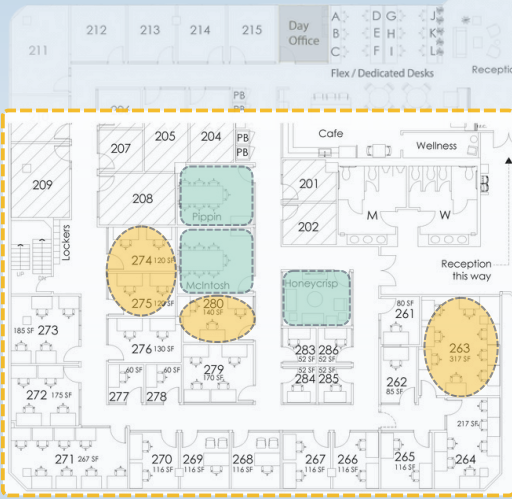 212 213 214 215 Day Office A D G J
B E H K
C F I L
211
Flex / Dedicated Desks
Reception
PB
PB
Cafe
Wellness
207 205 204 PB
PB
209
208
201
202
Pippin
M W
Lockers
UP
UP
274 120 SF
Reception this way
McIntosh
Honeycrisp
275 120 SF
280
140 SF
80 SF
261
185 SF 273
276 130 SF
263
317 SF
283 286
52 SF 52 SF
279
170 SF
60 SF 60 SF
52 SF 52 SF
284 285
262
85 SF
272 175 SF
277 278
217 SF
271 267 SF
270
116 SF
269
116 SF
268
116 SF
267
116 SF
266
116 SF
265
116 SF
264